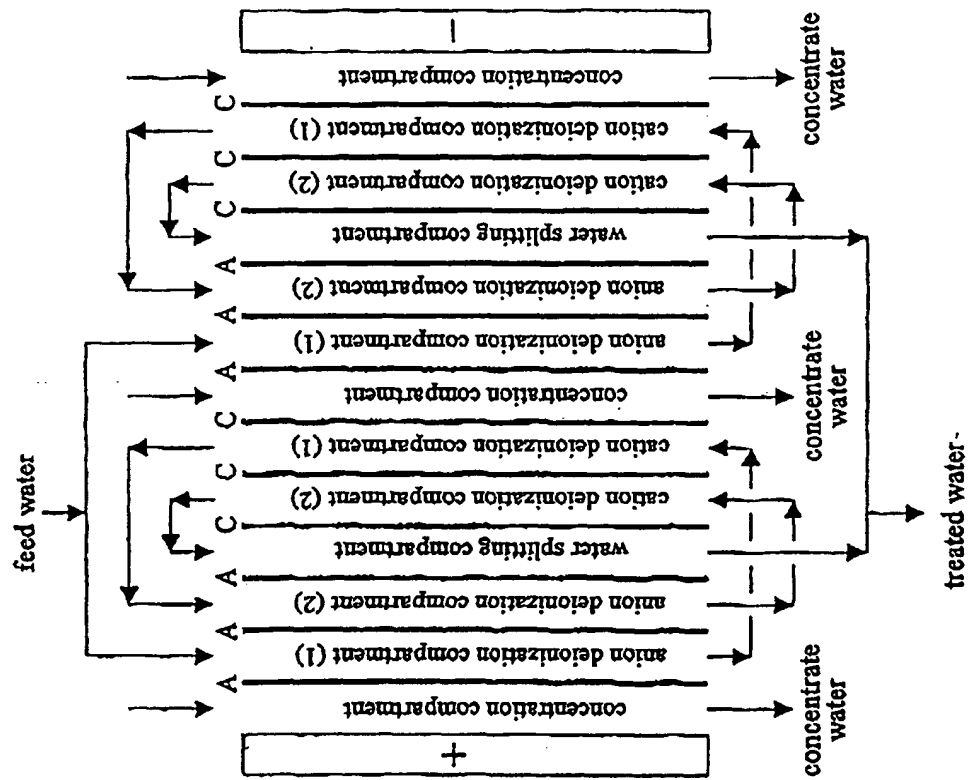 −
concentration compartment
concentrate
water
C
cation deionization compartment (1)
C
cation deionization compartment (2)
C
water splitting compartment
A
anion deionization compartment (2)
A
anion deionization compartment (1)
A
concentration compartment
concentrate
water
C
cation deionization compartment (1)
C
cation deionization compartment (2)
feed water
C
water splitting compartment
treated water-
A
anion deionization compartment (2)
A
anion deionization compartment (1)
A
concentration compartment
concentrate
water
+